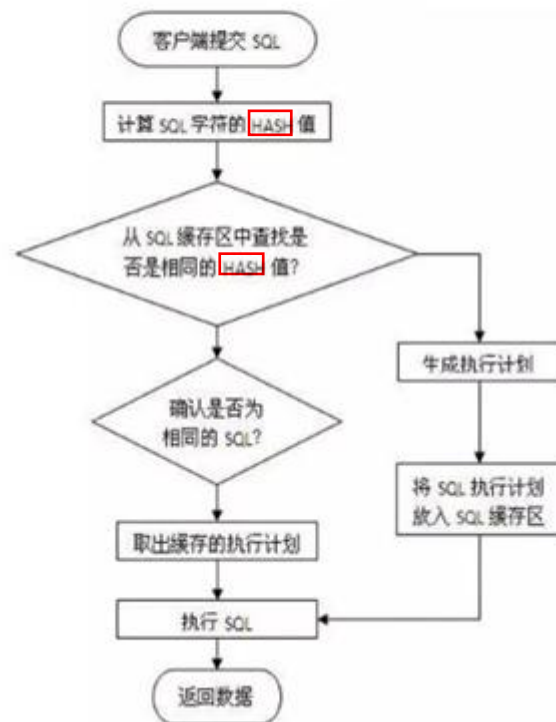 客户端提交 SQL
计算 SQL 字符的 HASH 值
从 SQL 缓存区中查找是
否是相同的 HASH 值?
生成执行计划
确认是否为
相同的 SQL?
将 SQL 执行计划
放入 SQL 缓存区
取出缓存的执行计划
执行 SQL
返回数据